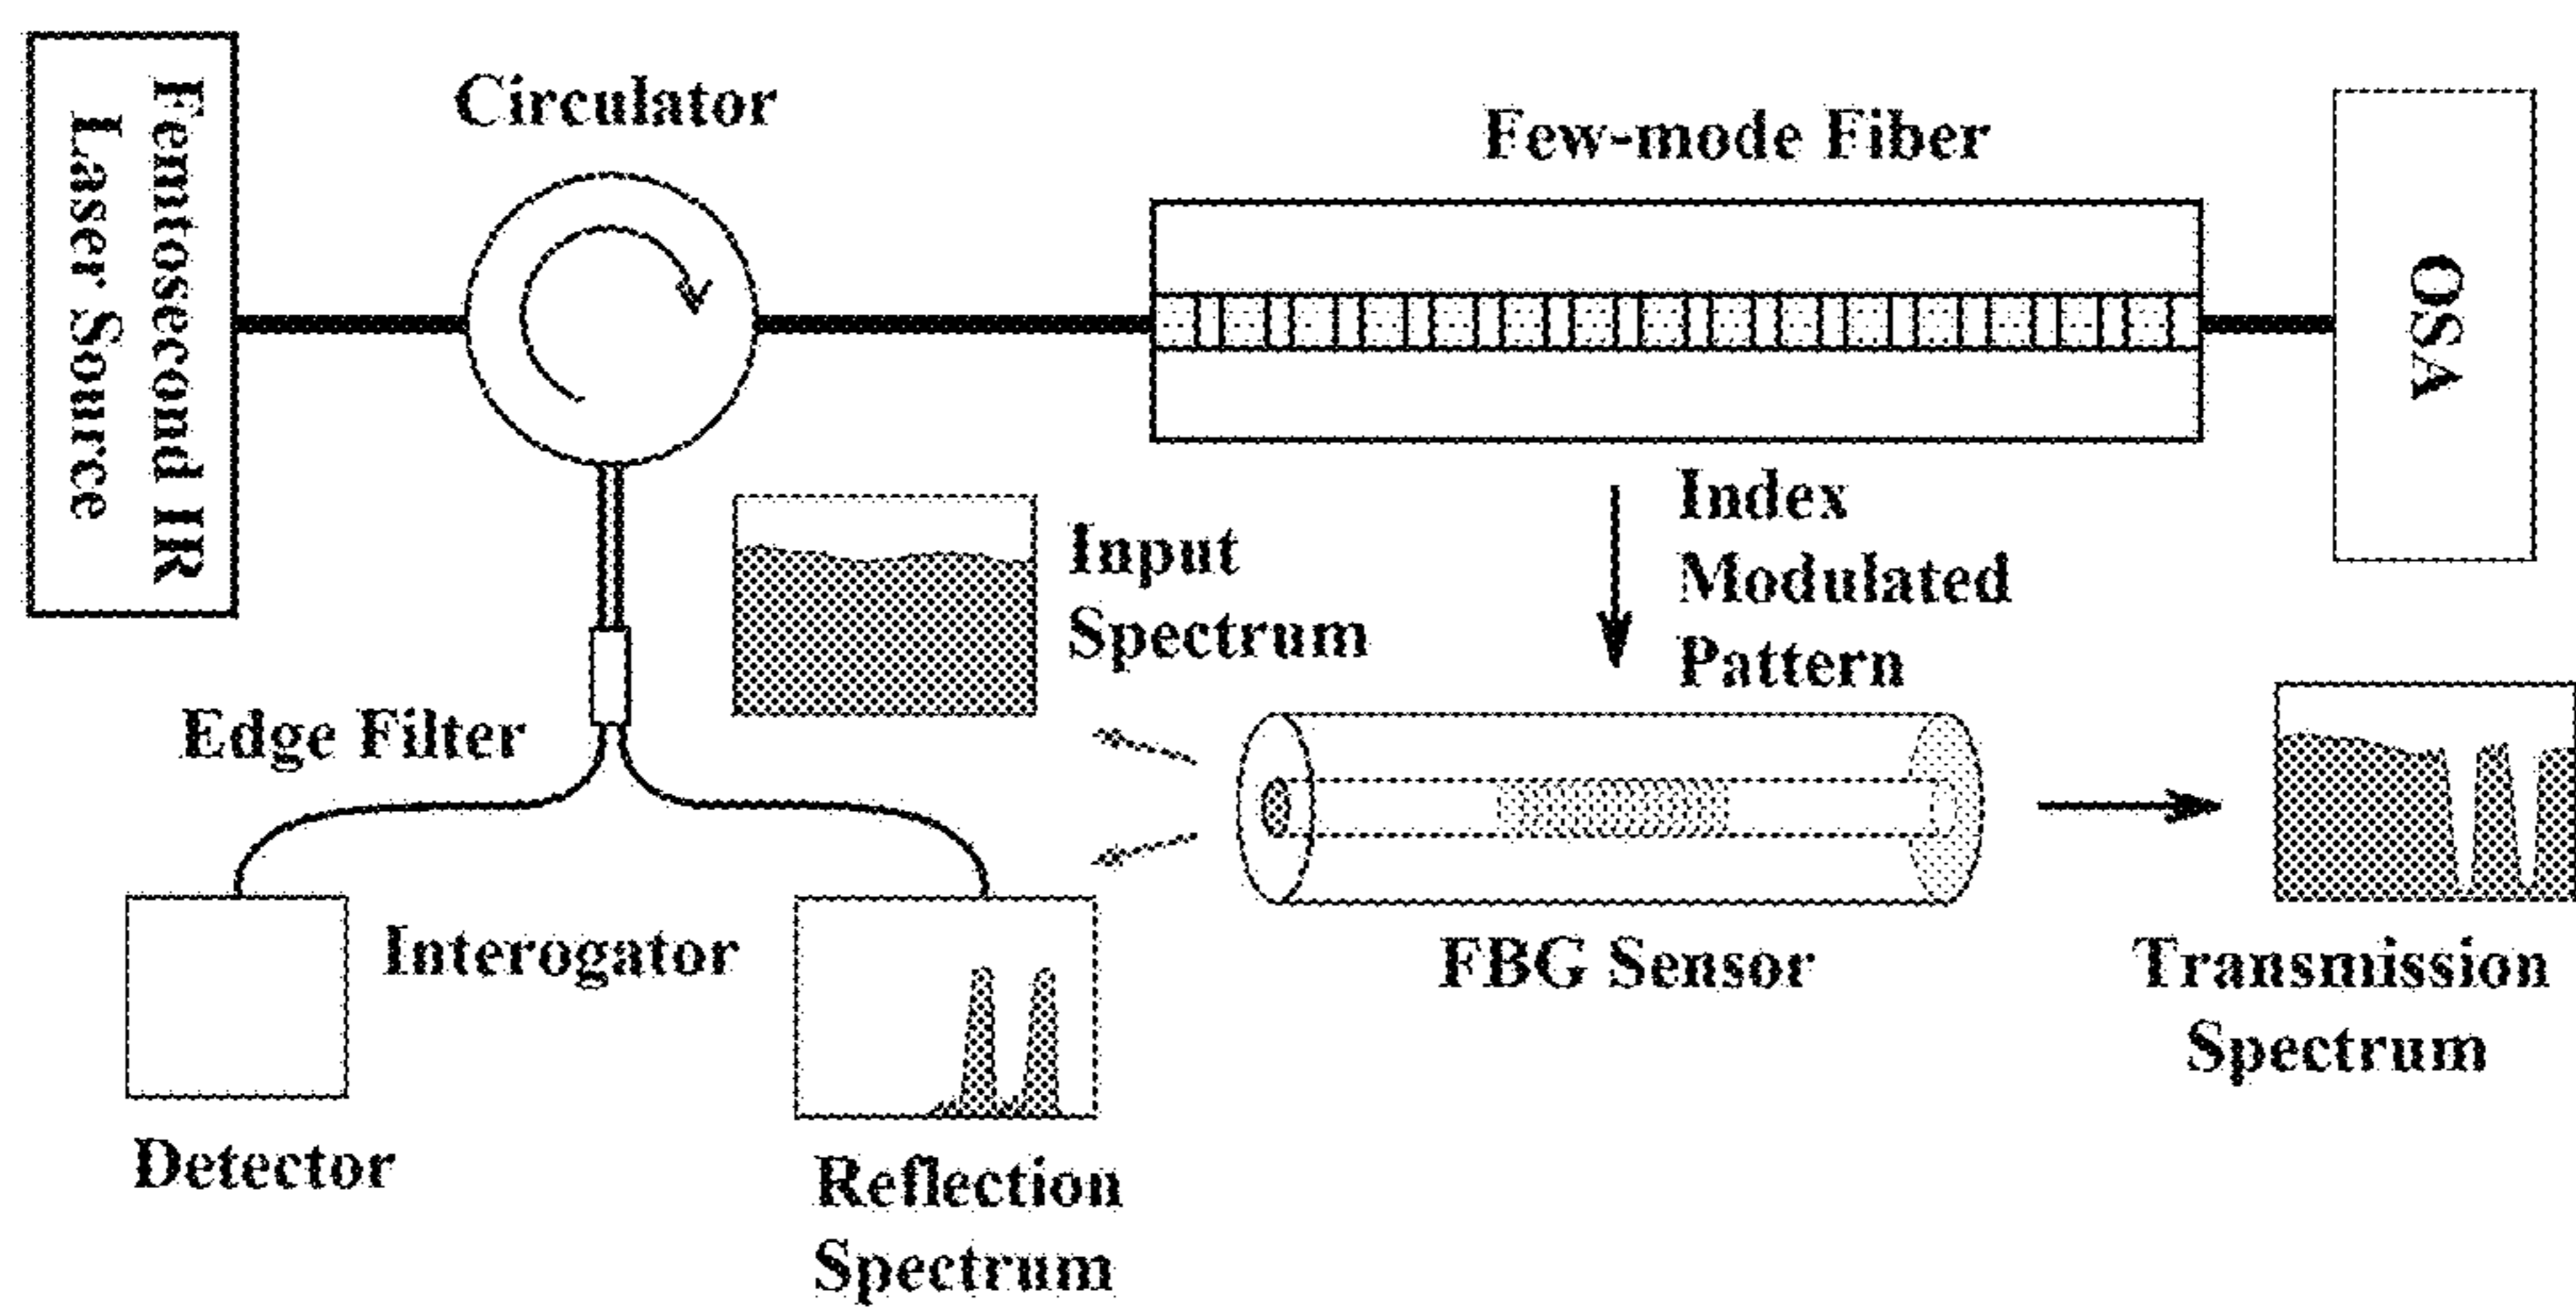 Femtosecond IR
Laser Source
Circulator
Few-mode Fiber
OSA
Index
Modulated
Pattern
Input
Spectrum
Edge Filter
Interogator
FBG Sensor
Transmission
Spectrum
Detector
Reflection
Spectrum